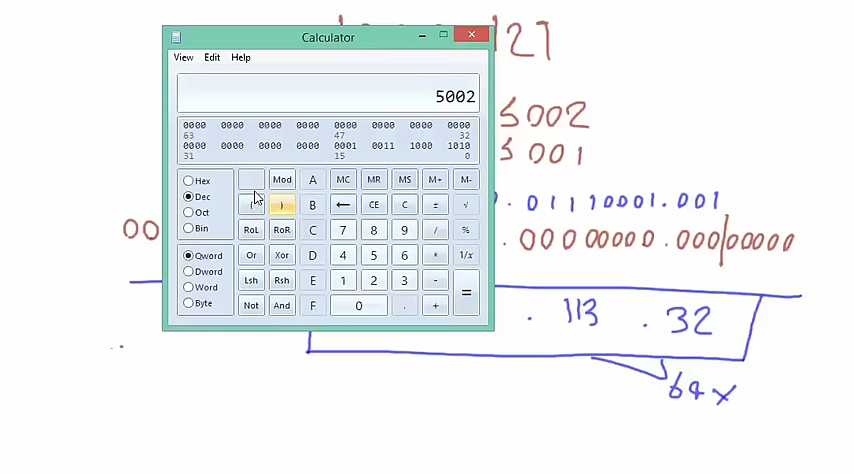 127
Calculator
View Edit Help
5002
5002
0000 0000 0000 0000 0000 0000 0000 0000
63 47 32
0000 0000 0000 0000 0001 0011 1000 1010
31 15 0
5001
Hex Mod A MC MR MS M+ M-
Dec ( ) B ← CE C ± √
. 01110001.001
Oct
Bin RoL RoR C 7 8 9 / %
00 . 00000000.000|00000
Qword Or Xor D 4 5 6 * 1/x
Dword
Word Lsh Rsh E 1 2 3 - =
Byte Not And F 0 . +
. 113 . 32
64 x